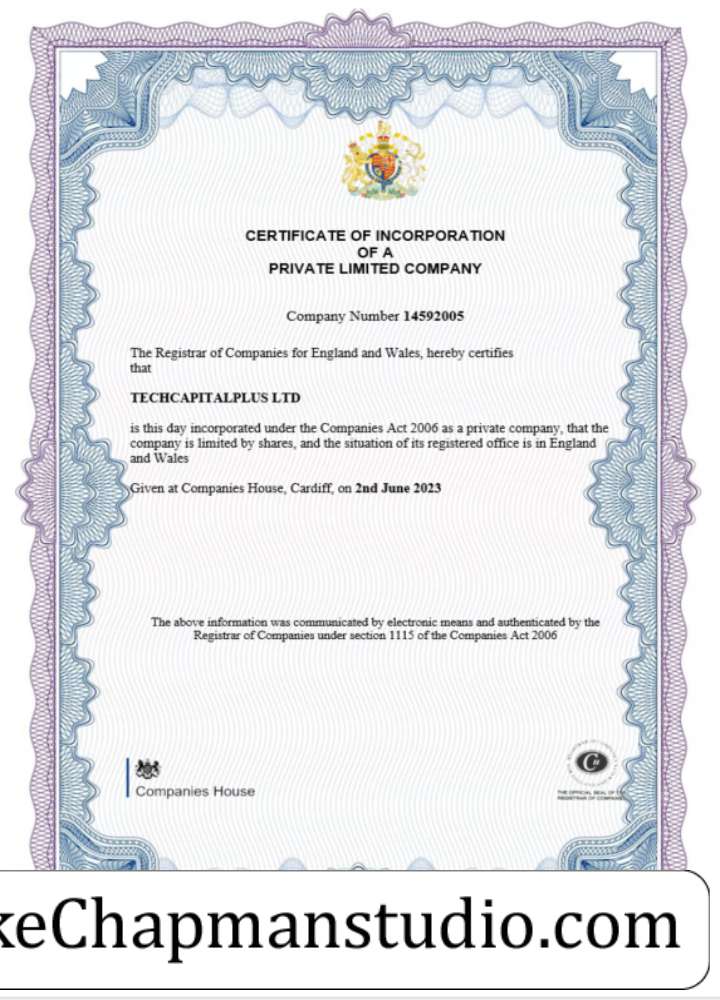 CERTIFICATE OF INCORPORATION
OF A
PRIVATE LIMITED COMPANY
Company Number 14592005
The Registrar of Companies for England and Wales, hereby certifies
that
TECHCAPITALPLUS LTD
is this day incorporated under the Companies Act 2006 as a private company, that the
company is limited by shares, and the situation of its registered office is in England
and Wales
Given at Companies House, Cardiff, on 2nd June 2023
The above information was communicated by electronic means and authenticated by the
Registrar of Companies under section 1115 of the Companies Act 2006
Companies House
THE OFFICIAL SEAL OF
REGISTRAR OF
keChapmanstudio.com